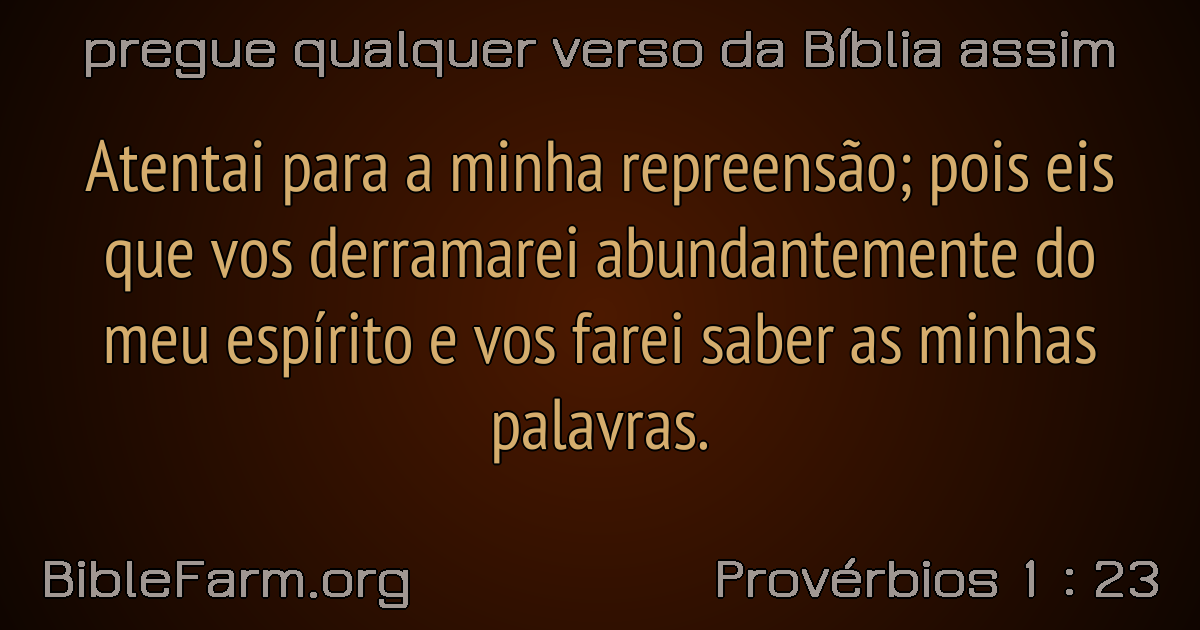 pregue qualquer verso da Bíblia assim
Atentai para a minha repreensão; pois eis
que vos derramarei abundantemente do
meu espírito e vos farei saber as minhas
palavras.
BibleFarm.org
Provérbios 1 : 23